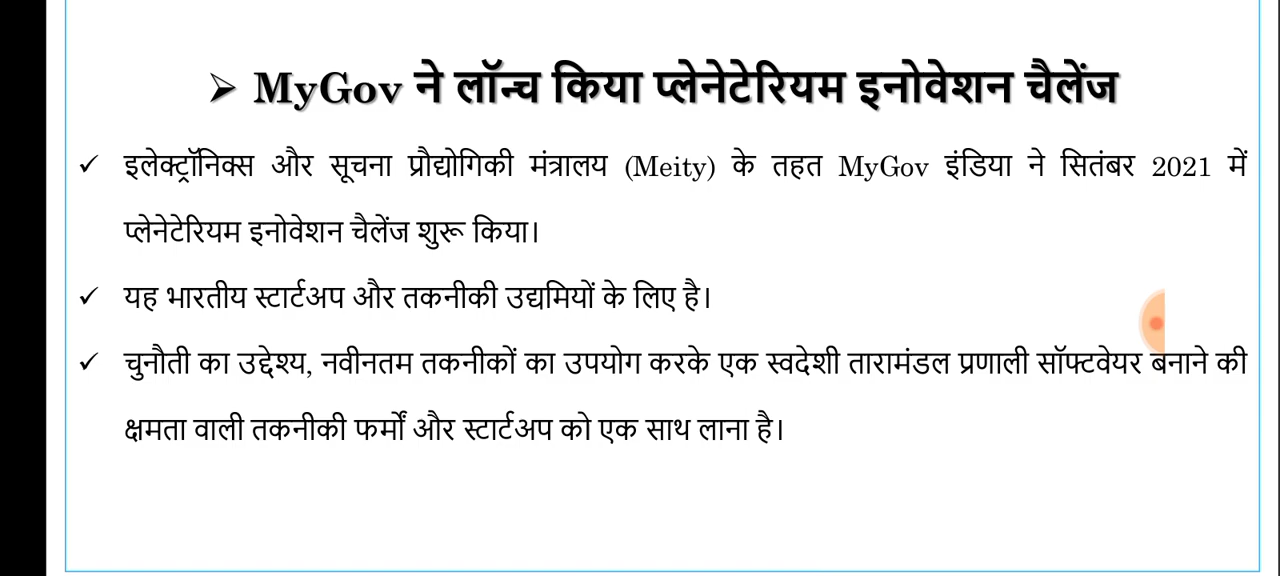 ➢ MyGov ने लॉन्च किया प्लेनेटेरियम इनोवेशन चैलेंज
✓ इलेक्ट्रॉनिक्स और सूचना प्रौद्योगिकी मंत्रालय (Meity) के तहत MyGov इंडिया ने सितंबर 2021 में
प्लेनेटेरियम इनोवेशन चैलेंज शुरू किया।
✓ यह भारतीय स्टार्टअप और तकनीकी उद्यमियों के लिए है।
✓ चुनौती का उद्देश्य, नवीनतम तकनीकों का उपयोग करके एक स्वदेशी तारामंडल प्रणाली सॉफ्टवेयर बनाने की
क्षमता वाली तकनीकी फर्मों और स्टार्टअप को एक साथ लाना है।